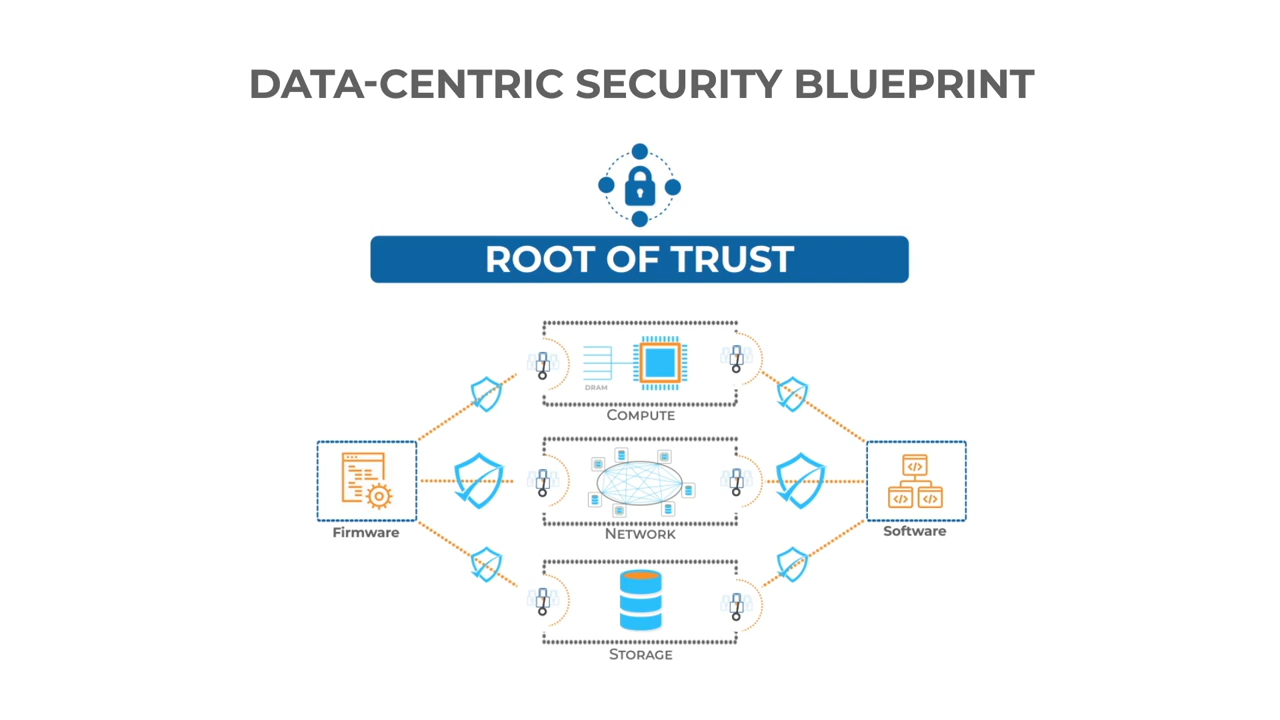 DATA-CENTRIC SECURITY BLUEPRINT
ROOT OF TRUST
DRAM
COMPUTE
NETWORK
Firmware
Software
STORAGE